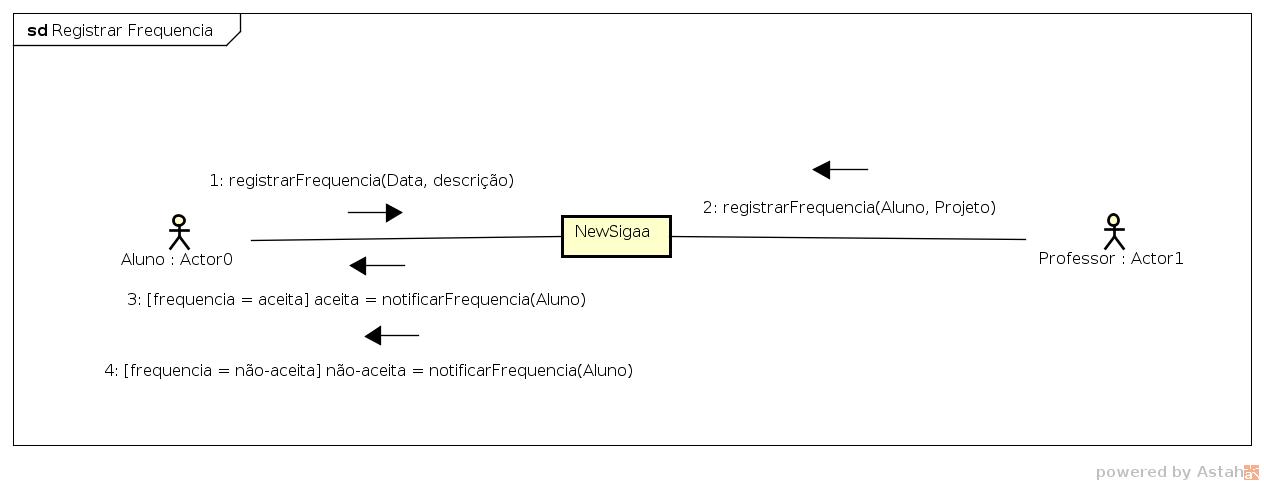 sd Registrar Frequencia
1: registrarFrequencia(Data, descrição)
2: registrarFrequencia(Aluno, Projeto)
NewSigaa
Aluno : Actor0
Professor : Actor1
3: [frequencia = aceita] aceita = notificarFrequencia(Aluno)
4: [frequencia = não-aceita] não-aceita = notificarFrequencia(Aluno)
powered by Astah